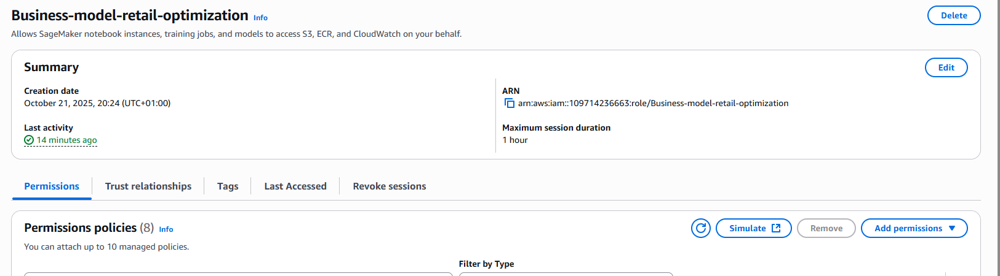 Business-model-retail-optimization Info
Delete
Allows SageMaker notebook instances, training jobs, and models to access S3, ECR, and CloudWatch on your behalf.
Summary
Edit
Creation date
October 21, 2025, 20:24 (UTC+01:00)
ARN
arn:aws:iam::109714236663:role/Business-model-retail-optimization
Last activity
14 minutes ago
Maximum session duration
1 hour
Permissions
Trust relationships
Tags
Last Accessed
Revoke sessions
Permissions policies (8) Info
Simulate
Remove
Add permissions
You can attach up to 10 managed policies.
Filter by Type